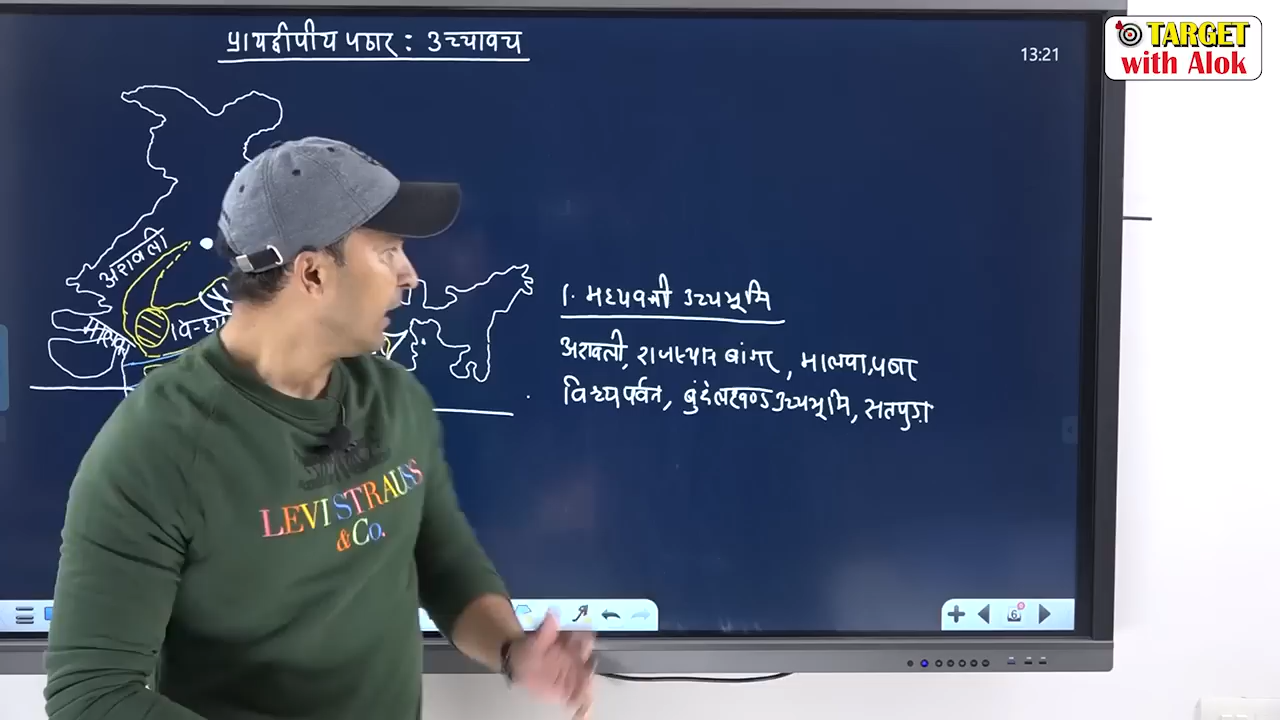 प्रायद्वीपीय पठार : उच्चावच
13:21
TARGET
with Alok
अरावली
मालवा
विन्ध्य
1. मध्यवर्ती उच्चभूमि
अरावली, राजस्थान बांगर, मालवा पठार
विन्ध्य पर्वत, बुंदेलखण्ड उच्चभूमि, सतपुड़ा
LEVI STRAUSS
& Co.
6